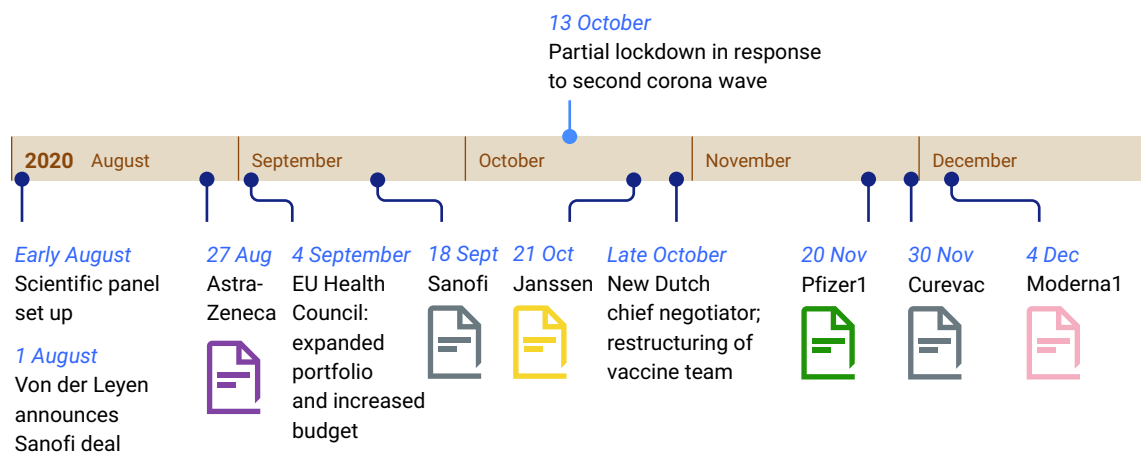 13 October
Partial lockdown in response
to second corona wave
2020 August
September
October
November
December
Early August
Scientific panel
set up
1 August
Von der Leyen
announces
Sanofi deal
27 Aug
Astra-
Zeneca
4 September
EU Health
Council:
expanded
portfolio
and increased
budget
18 Sept
Sanofi
21 Oct
Janssen
Late October
New Dutch
chief negotiator;
restructuring of
vaccine team
20 Nov
Pfizer1
30 Nov
Curevac
4 Dec
Moderna1